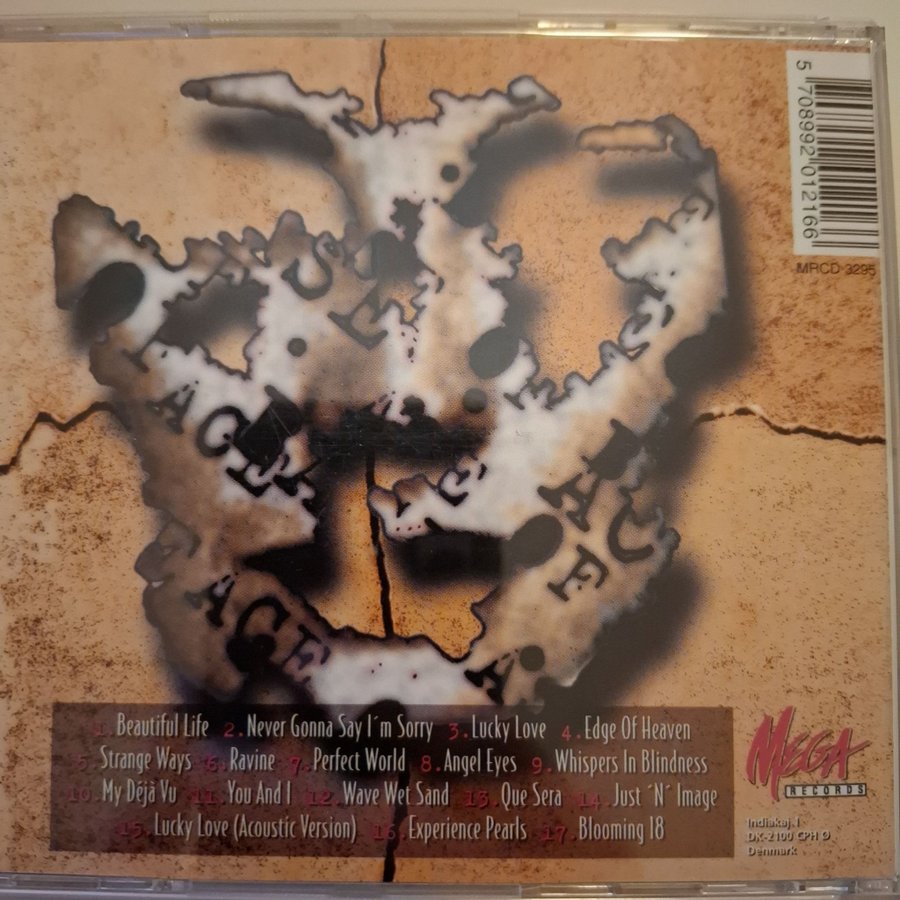 5 708992 012166
MRCD 3295
ACE
ACE
ACE
1. Beautiful Life 2. Never Gonna Say I´m Sorry 3. Lucky Love 4. Edge Of Heaven
5. Strange Ways 6. Ravine 7. Perfect World 8. Angel Eyes 9. Whispers In Blindness
10. My Déjà Vu 11. You And I 12. Wave Wet Sand 13. Que Sera 14. Just ´N´ Image
15. Lucky Love (Acoustic Version) 16. Experience Pearls 17. Blooming 18
MEGA
RECORDS
Indiakaj 1
DK-2100 CPH Ø
Denmark